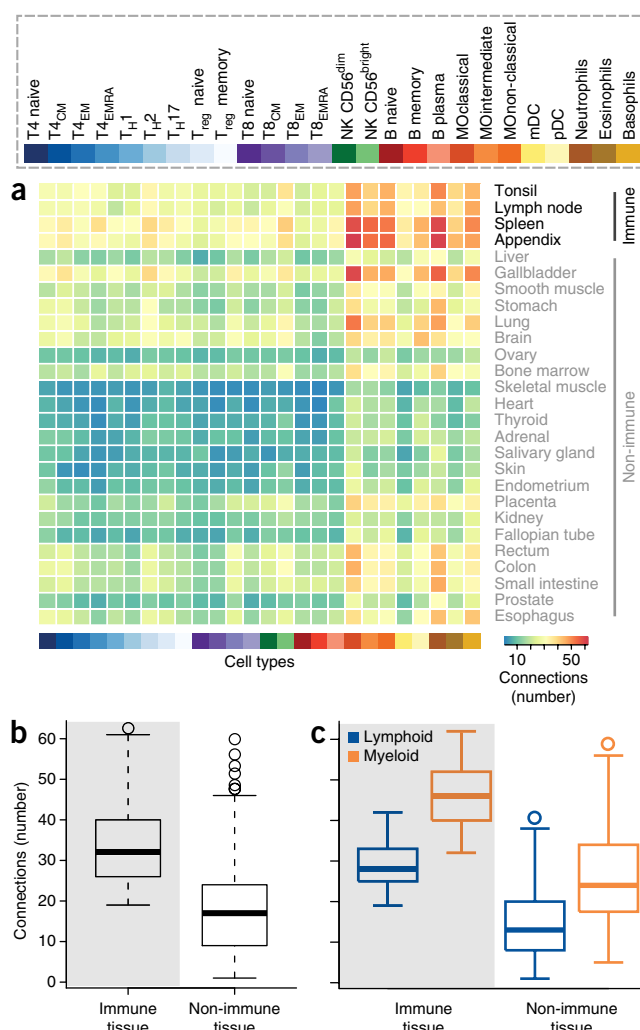 T4 naive
T4CM
T4EM
T4EMRA
TH1
TH2
TH17
Treg naive
Treg memory
T8 naive
T8CM
T8EM
T8EMRA
NK CD56dim
NK CD56bright
B naive
B memory
B plasma
MOclassical
MOintermediate
MOnon-classical
mDC
pDC
Neutrophils
Eosinophils
Basophils
a
Tonsil
Lymph node
Spleen
Appendix
Immune
Liver
Gallbladder
Smooth muscle
Stomach
Lung
Brain
Ovary
Bone marrow
Skeletal muscle
Heart
Thyroid
Adrenal
Salivary gland
Skin
Endometrium
Placenta
Kidney
Fallopian tube
Rectum
Colon
Small intestine
Prostate
Esophagus
Non-immune
Cell types
10 50
Connections
(number)
b
Connections (number)
60
50
40
30
20
10
0
Immune
tissue
Non-immune
tissue
c
Lymphoid
Myeloid
Immune
tissue
Non-immune
tissue